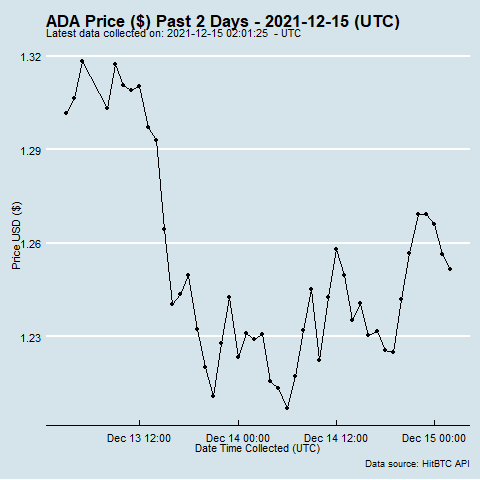 ADA Price ($) Past 2 Days - 2021-12-15 (UTC)
Latest data collected on: 2021-12-15 02:01:25 - UTC
1.32
1.29
1.26
1.23
Price USD ($)
Dec 13 12:00 Dec 14 00:00 Dec 14 12:00 Dec 15 00:00
Date Time Collected (UTC)
Data source: HitBTC API